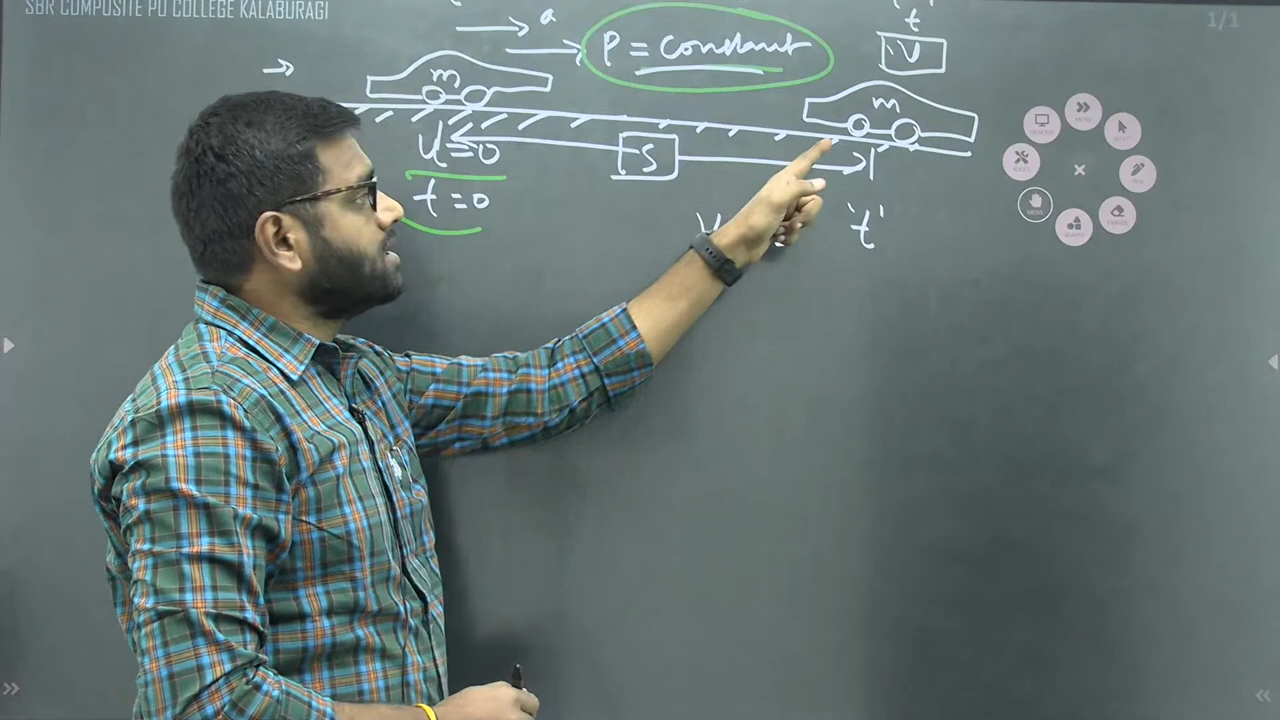 SBR COMPOSITE PU COLLEGE KALABURAGI
1/1
a
P = Constant
't'
'V'
m
m
u = 0
S
t = 0
't'